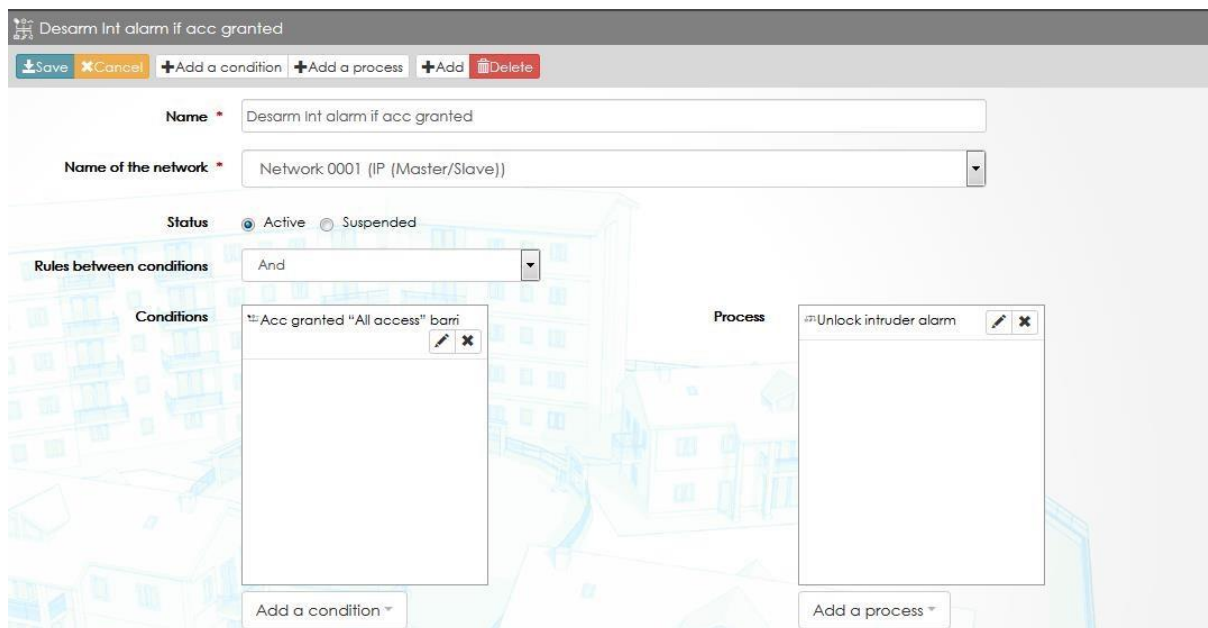 Desarm Int alarm if acc granted
Save Cancel Add a condition Add a process Add Delete
Name * Desarm Int alarm if acc granted
Name of the network * Network 0001 (IP (Master/Slave))
Status Active Suspended
Rules between conditions And
Conditions Acc granted “All access” barri Process Unlock intruder alarm
Add a condition Add a process